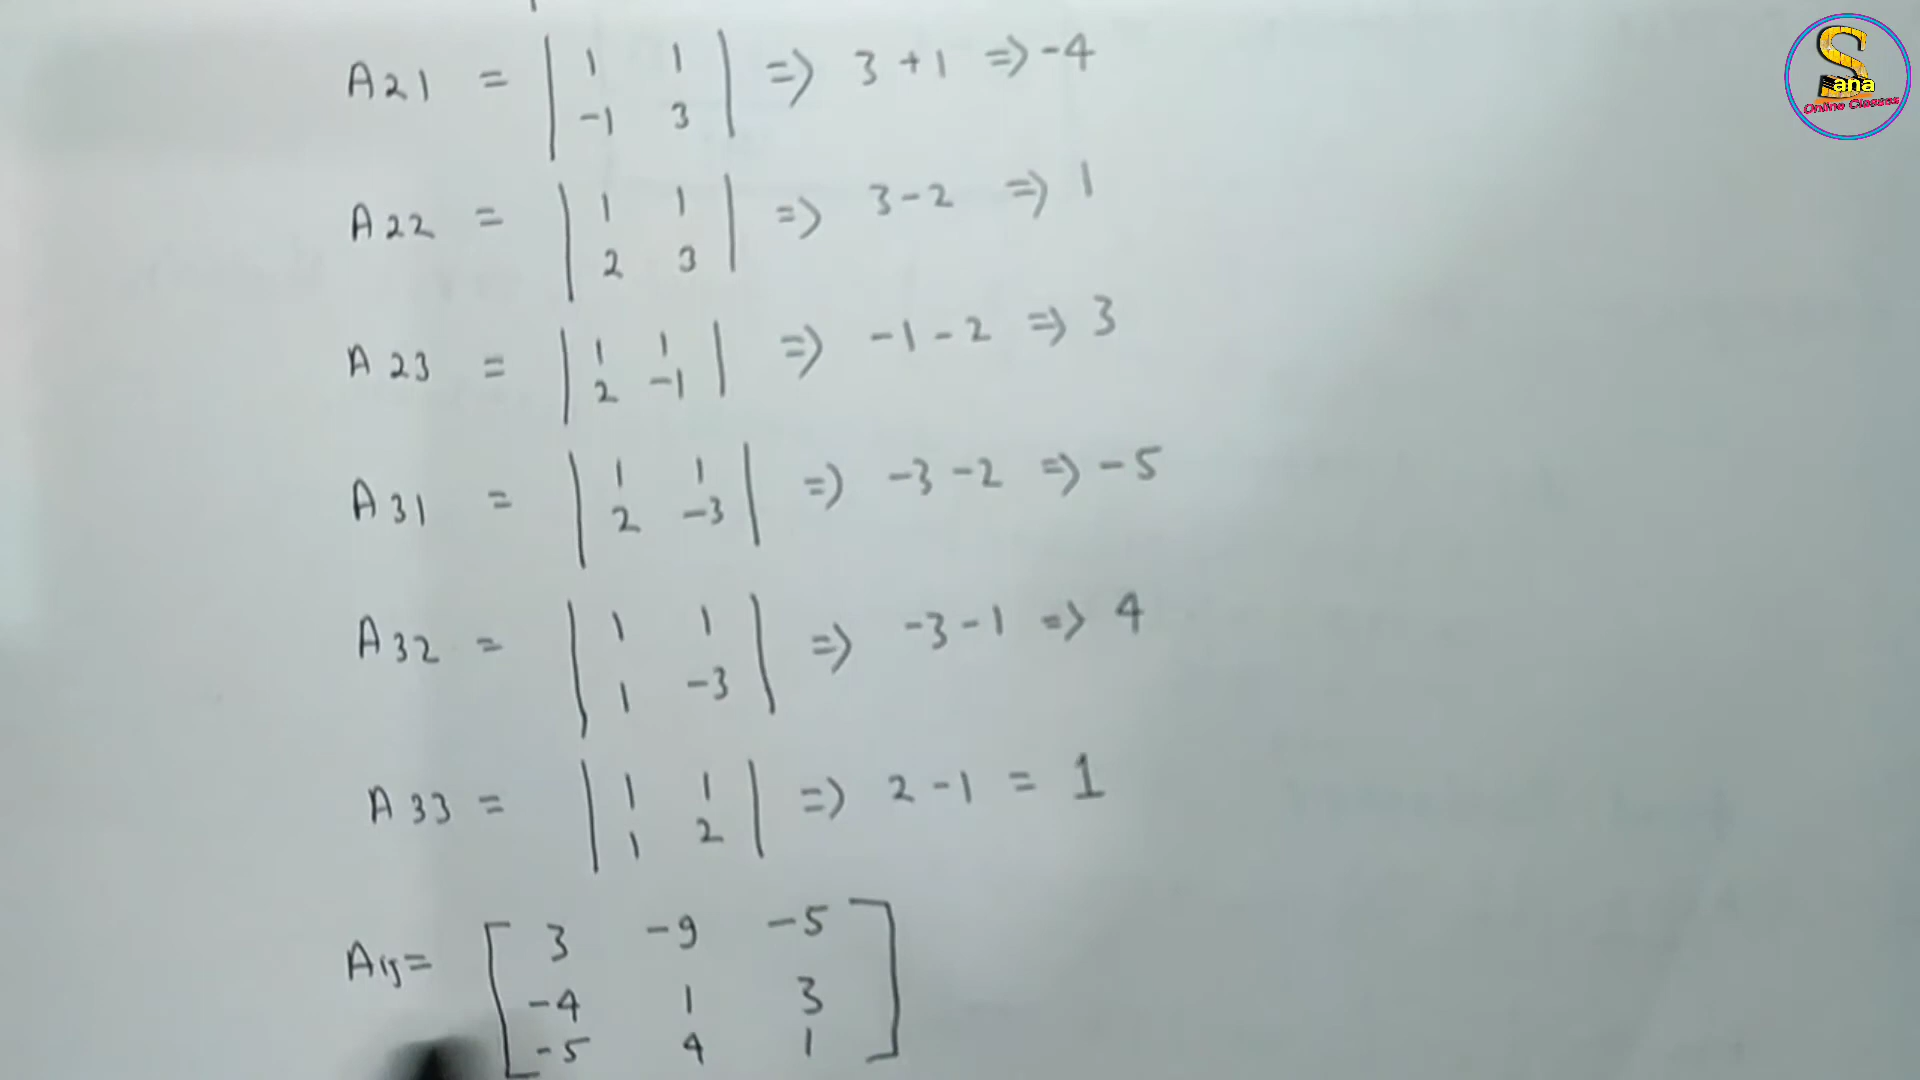 A21 = | 1 1 | => 3 + 1 => -4
-1 3
A22 = | 1 1 | => 3 - 2 => 1
2 3
A23 = | 1 1 | => -1 - 2 => 3
2 -1
A31 = | 1 1 | => -3 - 2 => -5
2 -3
A32 = | 1 1 | => -3 - 1 => 4
1 -3
A33 = | 1 1 | => 2 - 1 = 1
1 2
Aij = [ 3 -9 -5 ]
-4 1 3
-5 4 1
Sana
Online Classes